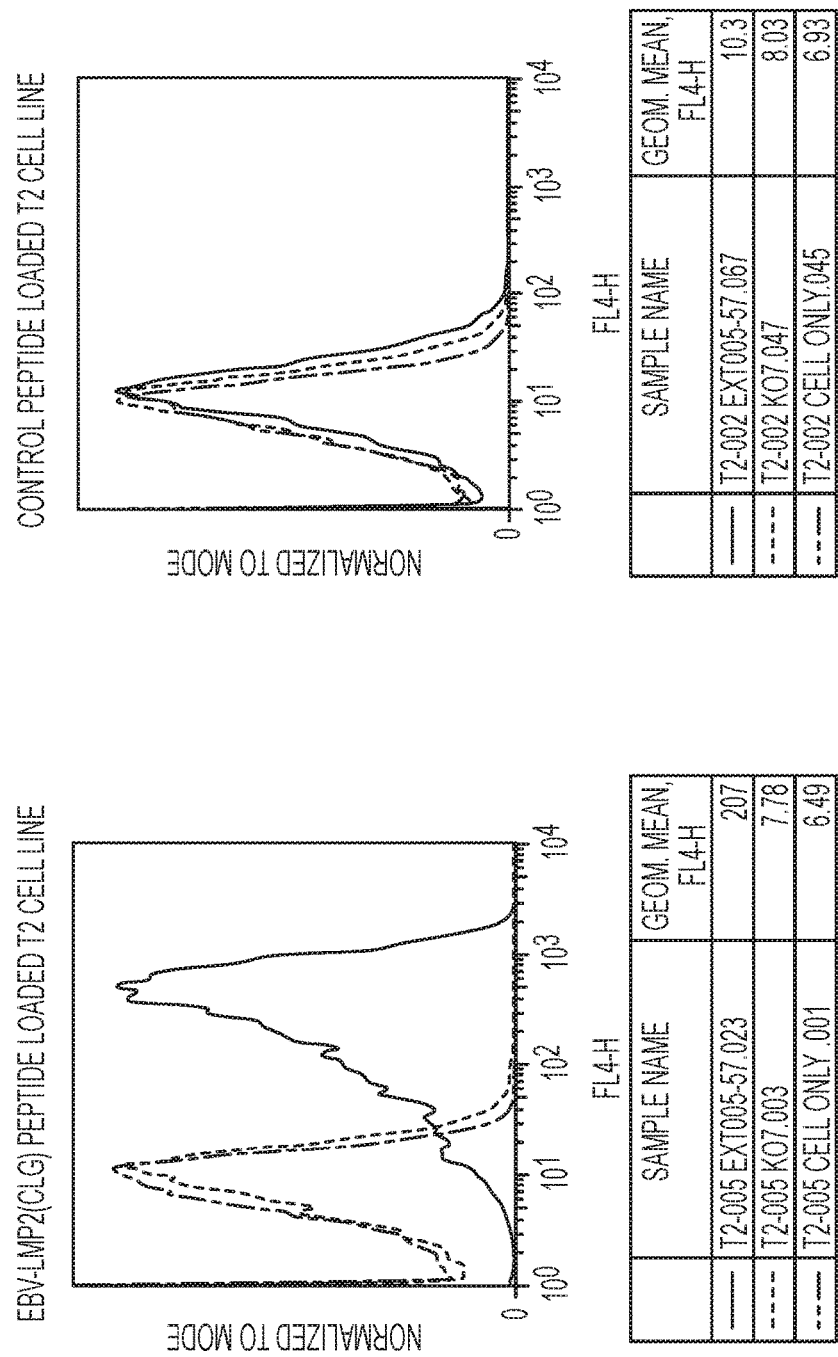 EBV-LMP2(CLG) PEPTIDE LOADED T2 CELL LINE
NORMALIZED TO MODE
0
10⁰ 10¹ 10² 10³ 10⁴
FL4-H
SAMPLE NAME GEOM. MEAN, FL4-H
T2-005 EXT005-57.023 207
T2-005 KO7.003 7.78
T2-005 CELL ONLY .001 6.49
CONTROL PEPTIDE LOADED T2 CELL LINE
NORMALIZED TO MODE
0
10⁰ 10¹ 10² 10³ 10⁴
FL4-H
SAMPLE NAME GEOM. MEAN, FL4-H
T2-002 EXT005-57.067 10.3
T2-002 KO7.047 8.03
T2-002 CELL ONLY.045 6.93